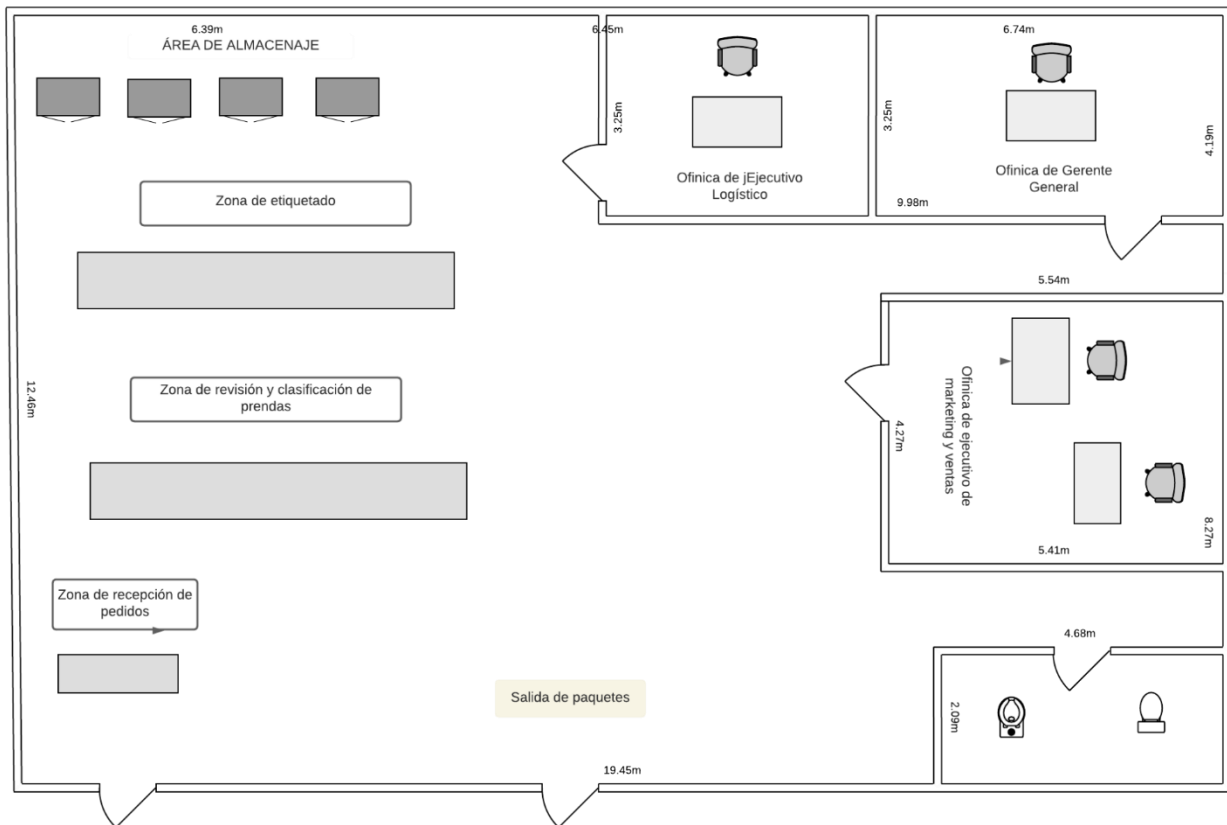 6.39m
6.45m
6.74m
ÁREA DE ALMACENAJE
3.25m
3.25m
4.19m
Ofinica de jEjecutivo
Logístico
Ofinica de Gerente
General
9.98m
Zona de etiquetado
5.54m
12.46m
Zona de revisión y clasificación de
prendas
Ofinica de ejecutivo de
marketing y ventas
4.27m
8.27m
5.41m
Zona de recepción de
pedidos
4.68m
Salida de paquetes
2.09m
19.45m